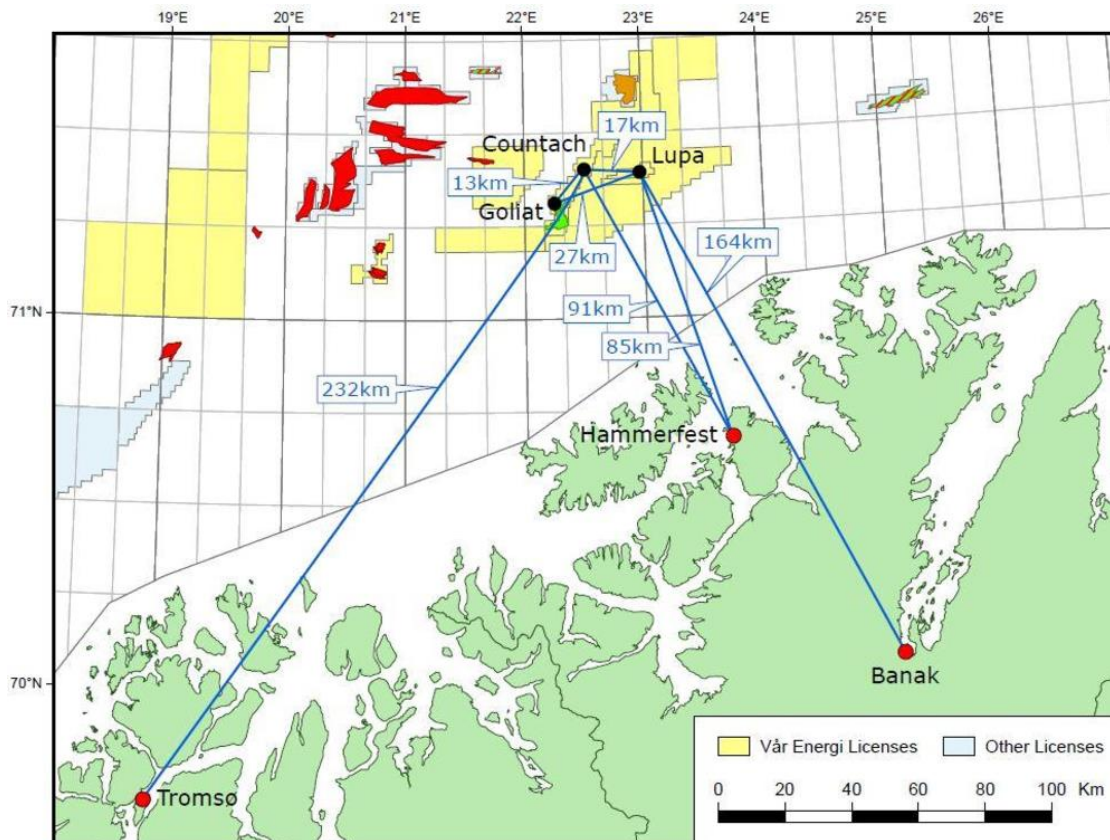 19°E 20°E 21°E 22°E 23°E 24°E 25°E 26°E
17km
Countach
Lupa
13km
Goliat
27km
164km
71°N
91km
85km
232km
Hammerfest
70°N
Banak
Vår Energi Licenses Other Licenses
0 20 40 60 80 100 Km
Tromsø